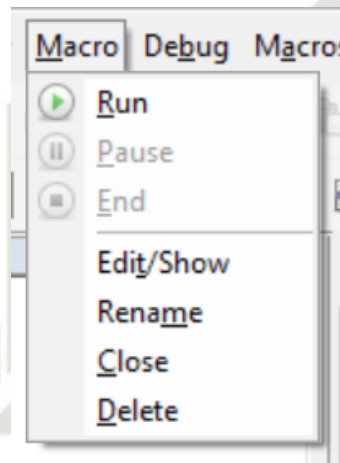 Macro Debug Macros
Run
Pause
End
Edit/Show
Rename
Close
Delete